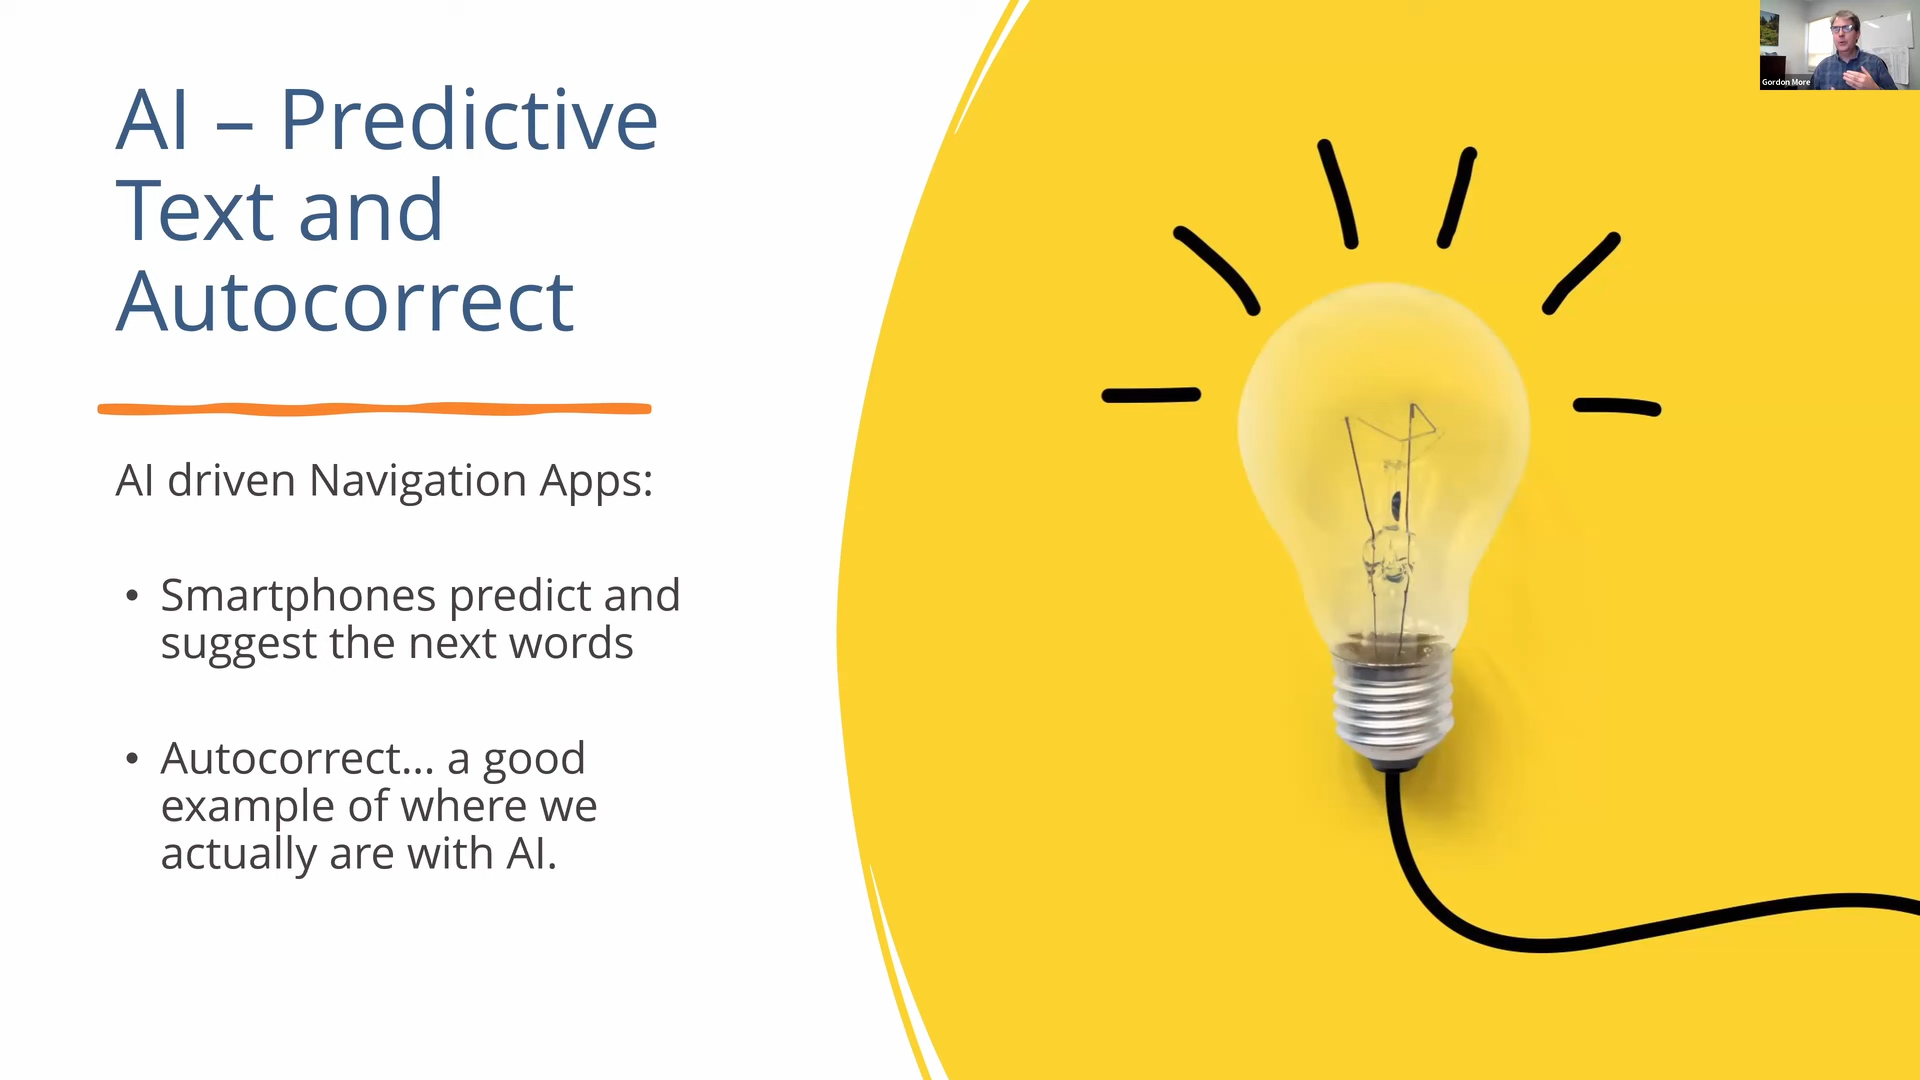 AI – Predictive
Text and
Autocorrect
AI driven Navigation Apps:
• Smartphones predict and
suggest the next words
• Autocorrect... a good
example of where we
actually are with AI.
Gordon More